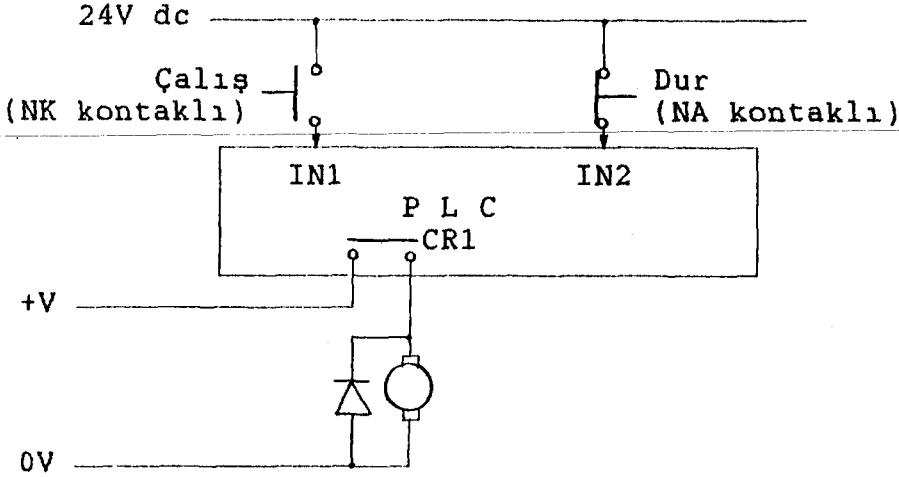 24V dc
Çalış
(NK kontaklı)
Dur
(NA kontaklı)
IN1
IN2
P L C
CR1
+V
0V